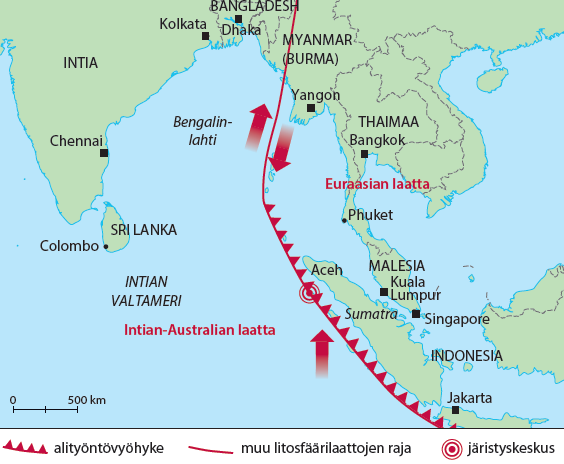 BANGLADESH
Kolkata
Dhaka
MYANMAR
(BURMA)
INTIA
Yangon
Bengalin-
lahti
THAIMAA
Chennai
Bangkok
Euraasian laatta
Phuket
SRI LANKA
Colombo
Aceh
MALESIA
INTIAN
VALTAMERI
Kuala
Lumpur
Sumatra
Singapore
Intian-Australian laatta
INDONESIA
Jakarta
0 500 km
alityöntövyöhyke muu litosfäärilaattojen raja järistyskeskus